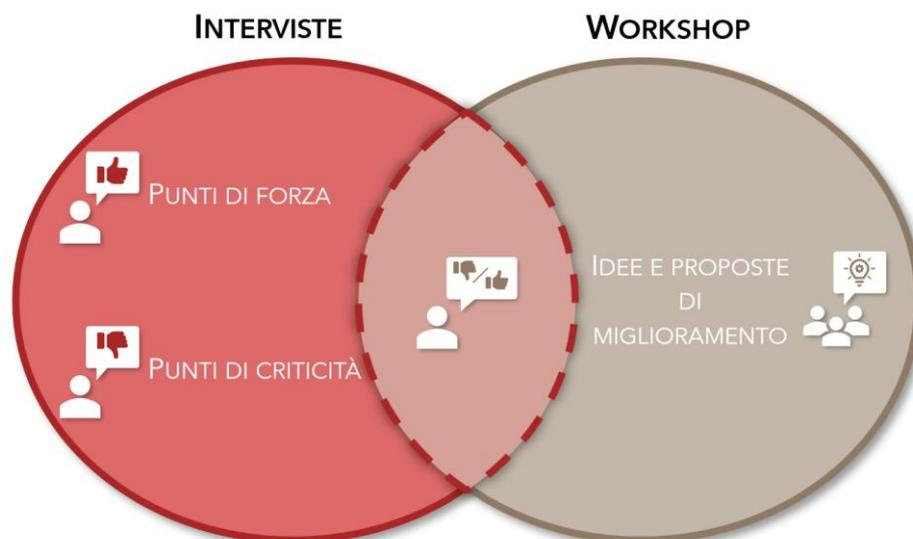 INTERVISTE
WORKSHOP
PUNTI DI FORZA
PUNTI DI CRITICITÀ
IDEE E PROPOSTE
DI
MIGLIORAMENTO